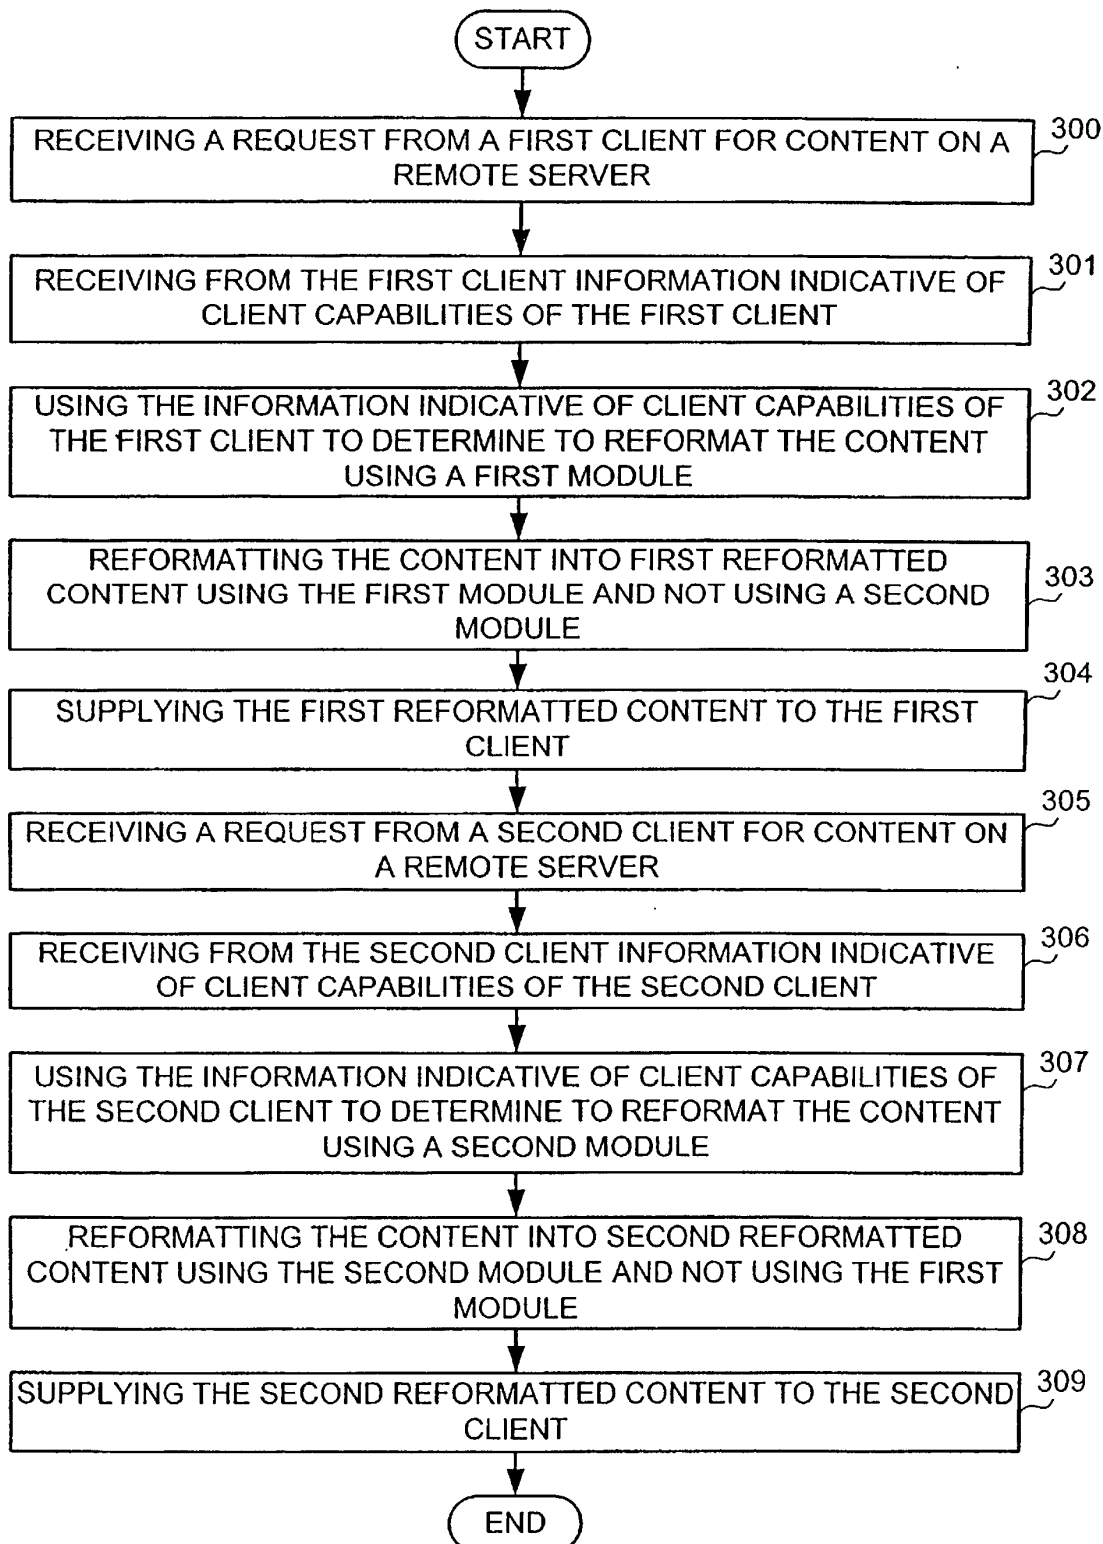 START
RECEIVING A REQUEST FROM A FIRST CLIENT FOR CONTENT ON A
REMOTE SERVER
300
RECEIVING FROM THE FIRST CLIENT INFORMATION INDICATIVE OF
CLIENT CAPABILITIES OF THE FIRST CLIENT
301
USING THE INFORMATION INDICATIVE OF CLIENT CAPABILITIES OF
THE FIRST CLIENT TO DETERMINE TO REFORMAT THE CONTENT
USING A FIRST MODULE
302
REFORMATTING THE CONTENT INTO FIRST REFORMATTED
CONTENT USING THE FIRST MODULE AND NOT USING A SECOND
MODULE
303
SUPPLYING THE FIRST REFORMATTED CONTENT TO THE FIRST
CLIENT
304
RECEIVING A REQUEST FROM A SECOND CLIENT FOR CONTENT ON
A REMOTE SERVER
305
RECEIVING FROM THE SECOND CLIENT INFORMATION INDICATIVE
OF CLIENT CAPABILITIES OF THE SECOND CLIENT
306
USING THE INFORMATION INDICATIVE OF CLIENT CAPABILITIES OF
THE SECOND CLIENT TO DETERMINE TO REFORMAT THE CONTENT
USING A SECOND MODULE
307
REFORMATTING THE CONTENT INTO SECOND REFORMATTED
CONTENT USING THE SECOND MODULE AND NOT USING THE FIRST
MODULE
308
SUPPLYING THE SECOND REFORMATTED CONTENT TO THE SECOND
CLIENT
309
END